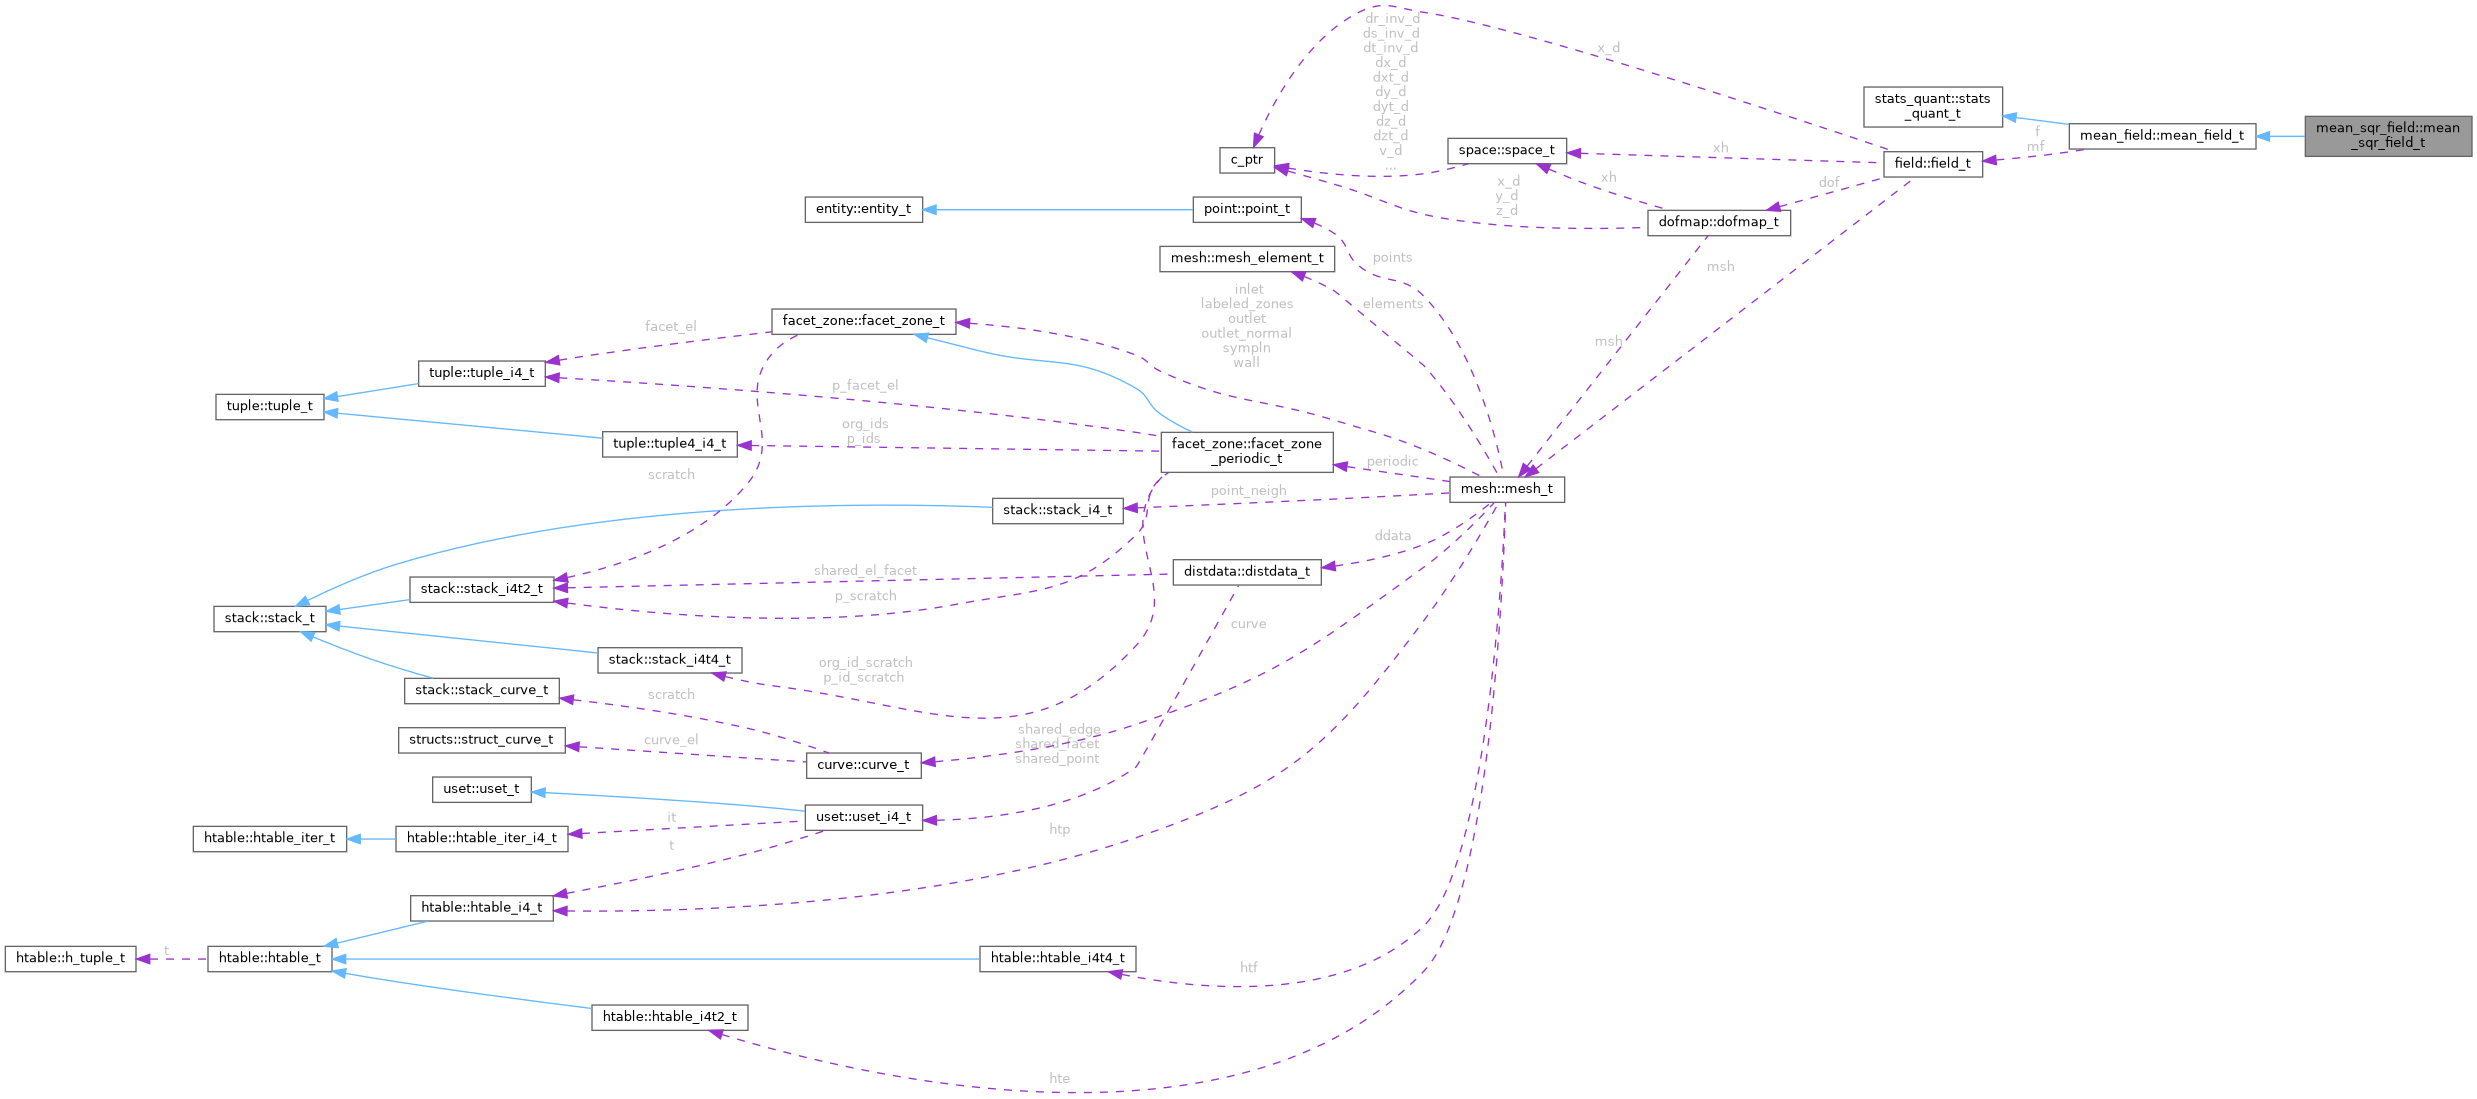 dr_inv_d
ds_inv_d
dt_inv_d
dx_d
dxt_d
dy_d
dyt_d
dz_d
dzt_d
v_d
...
x_d
stats_quant::stats
_quant_t
mean_field::mean_field_t
f
mf
mean_sqr_field::mean
_sqr_field_t
c_ptr
space::space_t
xh
field::field_t
entity::entity_t
point::point_t
x_d
y_d
z_d
xh
dof
dofmap::dofmap_t
mesh::mesh_element_t
points
msh
inlet
labeled_zones
outlet
outlet_normal
sympln
wall
elements
facet_zone::facet_zone_t
facet_el
msh
tuple::tuple_i4_t
p_facet_el
tuple::tuple_t
org_ids
p_ids
tuple::tuple4_i4_t
facet_zone::facet_zone
_periodic_t
periodic
scratch
point_neigh
mesh::mesh_t
stack::stack_i4_t
ddata
shared_el_facet
distdata::distdata_t
stack::stack_i4t2_t
p_scratch
stack::stack_t
curve
stack::stack_i4t4_t
org_id_scratch
p_id_scratch
stack::stack_curve_t
scratch
structs::struct_curve_t
curve_el
shared_edge
shared_facet
shared_point
curve::curve_t
uset::uset_t
uset::uset_i4_t
it
t
htable::htable_iter_t
htable::htable_iter_i4_t
htp
htable::htable_i4_t
htable::h_tuple_t
t
htable::htable_t
htable::htable_i4t4_t
htf
htable::htable_i4t2_t
hte